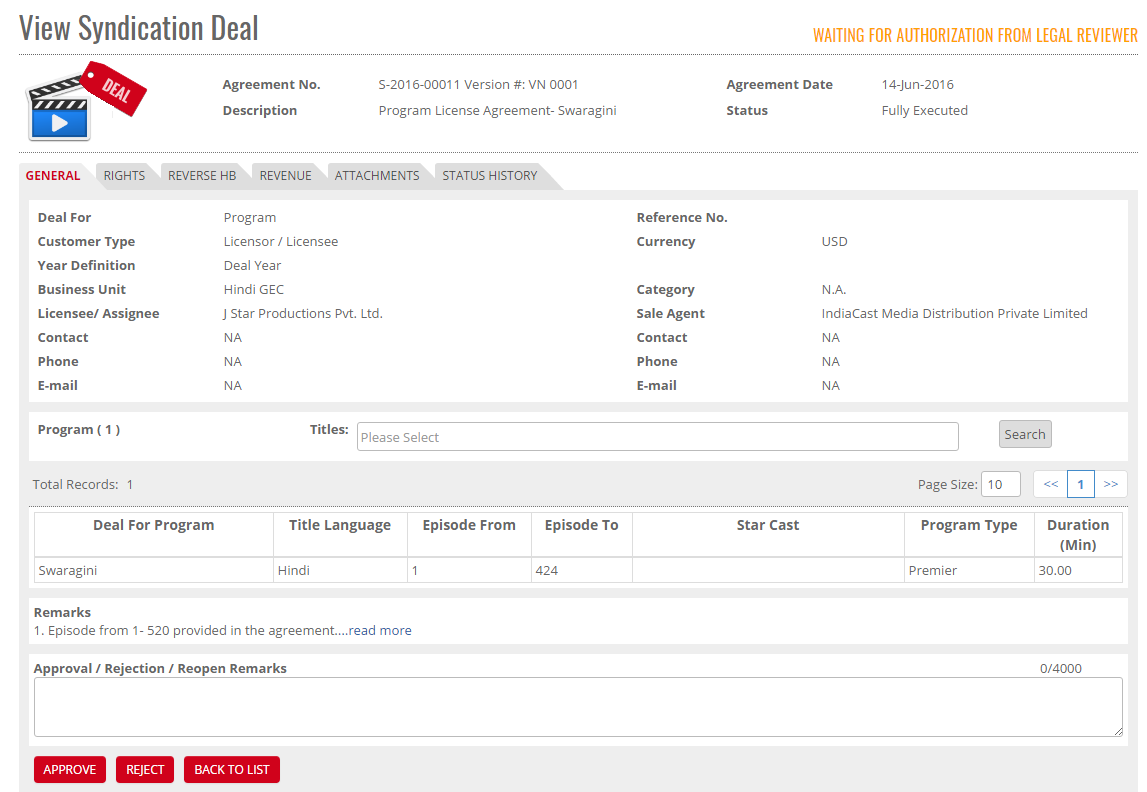 View Syndication Deal
WAITING FOR AUTHORIZATION FROM LEGAL REVIEWER
DEAL
Agreement No. S-2016-00011 Version #: VN 0001 Agreement Date 14-Jun-2016
Description Program License Agreement- Swaragini Status Fully Executed
GENERAL RIGHTS REVERSE HB REVENUE ATTACHMENTS STATUS HISTORY
Deal For Program Reference No.
Customer Type Licensor / Licensee Currency USD
Year Definition Deal Year
Business Unit Hindi GEC Category N.A.
Licensee/ Assignee J Star Productions Pvt. Ltd. Sale Agent IndiaCast Media Distribution Private Limited
Contact NA Contact NA
Phone NA Phone NA
E-mail NA E-mail NA
Program ( 1 ) Titles: Please Select Search
Total Records: 1 Page Size: 10 << 1 >>
Deal For Program Title Language Episode From Episode To Star Cast Program Type Duration
(Min)
Swaragini Hindi 1 424 Premier 30.00
Remarks
1. Episode from 1- 520 provided in the agreement....read more
Approval / Rejection / Reopen Remarks 0/4000
APPROVE REJECT BACK TO LIST